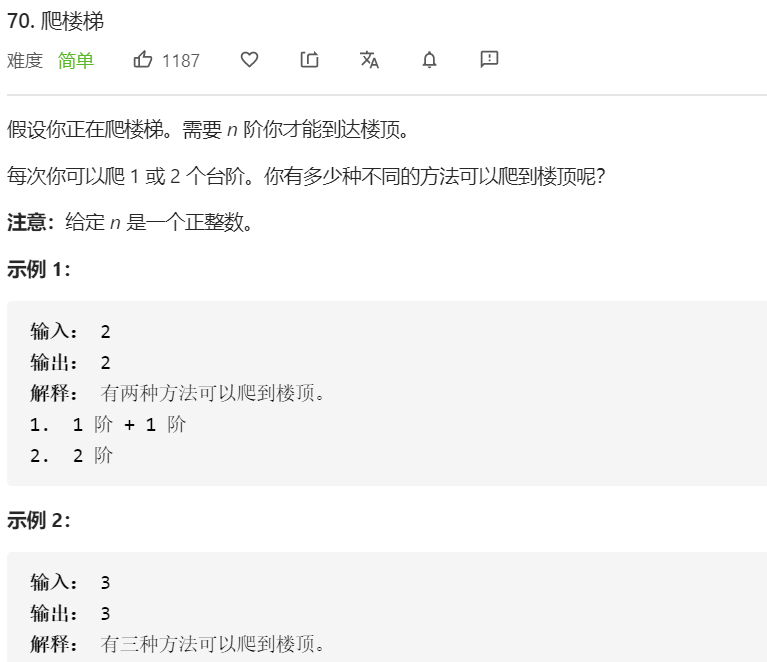 70. 爬楼梯
难度 简单 1187
假设你正在爬楼梯。需要 n 阶你才能到达楼顶。
每次你可以爬 1 或 2 个台阶。你有多少种不同的方法可以爬到楼顶呢?
注意:给定 n 是一个正整数。
示例 1:
输入: 2
输出: 2
解释: 有两种方法可以爬到楼顶。
1. 1 阶 + 1 阶
2. 2 阶
示例 2:
输入: 3
输出: 3
解释: 有三种方法可以爬到楼顶。